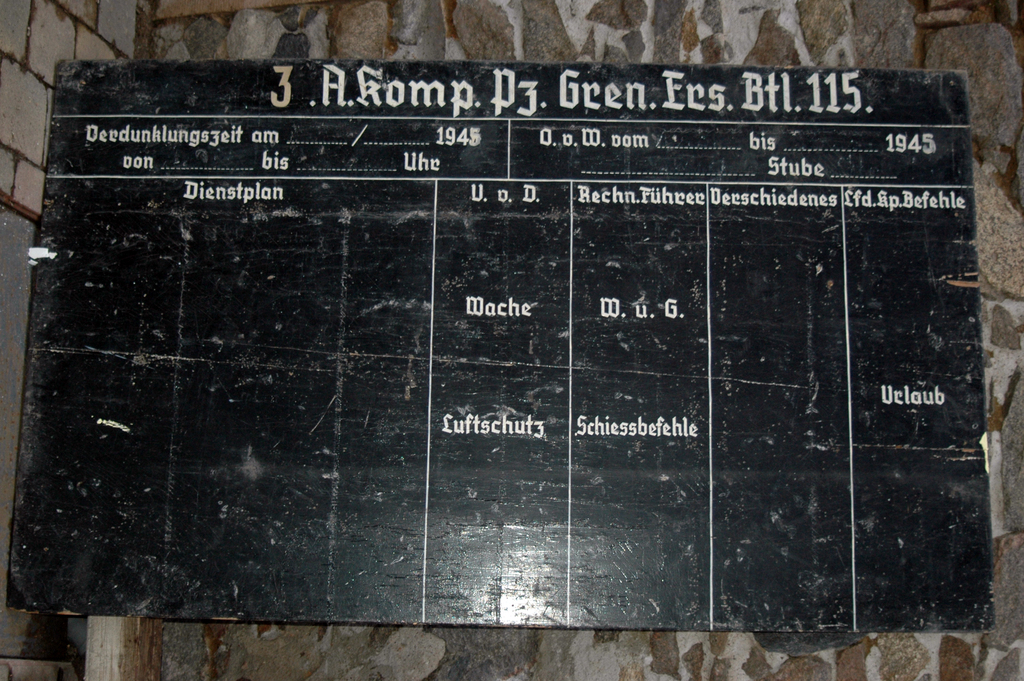 3 .A.Komp. Pz. Gren. Ers. Btl. 115.
Verdunklungszeit am ......... / ............ 1945
von ............ bis ............ Uhr
O. v. W. vom / ............ bis ............ 1945
........................ Stube ............
Dienstplan
U. v. D.
Wache
Luftschutz
Rechn. Führer
W. u. G.
Schiessbefehle
Verschiedenes
Lfd. Kp. Befehle
Urlaub